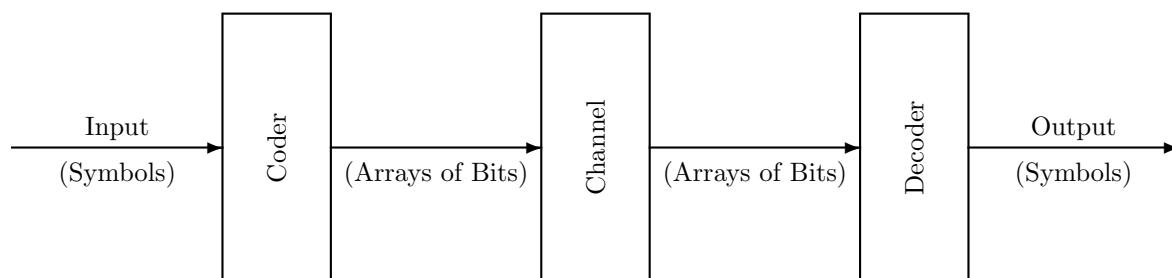 Input
(Symbols)
Coder
(Arrays of Bits)
Channel
(Arrays of Bits)
Decoder
Output
(Symbols)